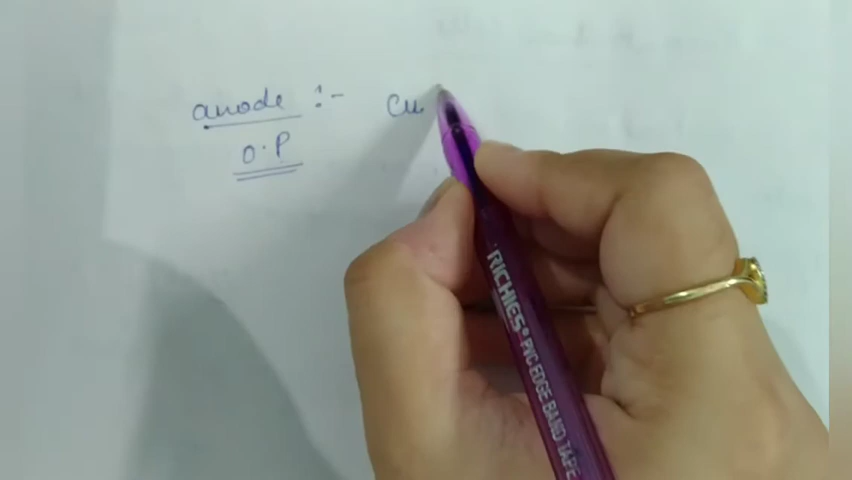 anode :- Cu
O.P
RICHIES PVC EDGE BAND TAPE